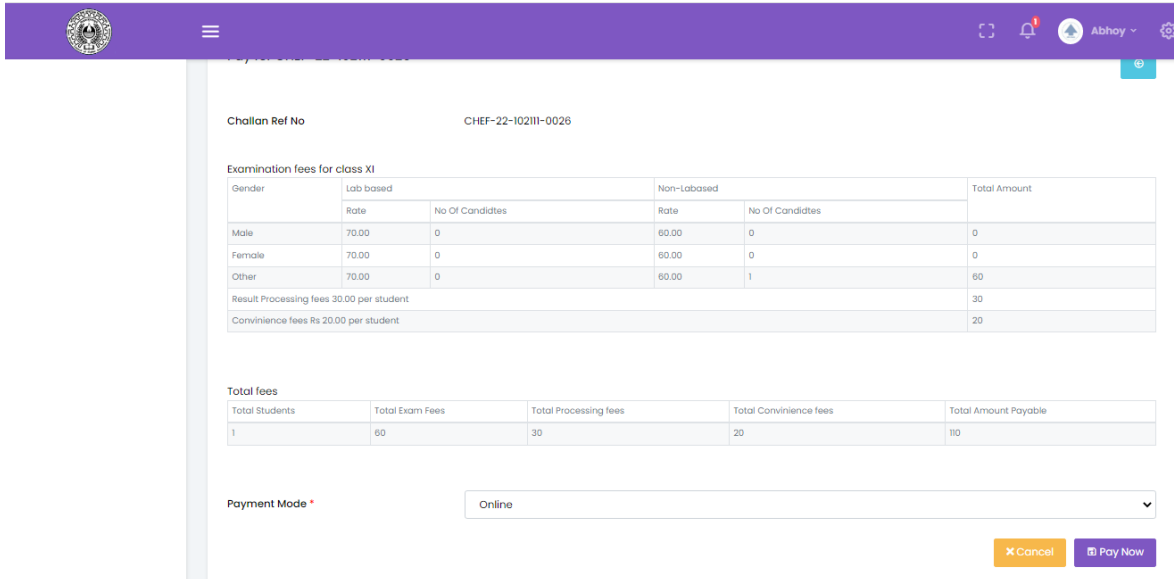 Abhoy
1
Challan Ref No CHEF-22-102111-0026
Examination fees for class XI
Gender Lab based Non-Labased Total Amount
Rate No Of Candidtes Rate No Of Candidtes
Male 70.00 0 60.00 0 0
Female 70.00 0 60.00 0 0
Other 70.00 0 60.00 1 60
Result Processing fees 30.00 per student 30
Convinience fees Rs 20.00 per student 20
Total fees
Total Students Total Exam Fees Total Processing fees Total Convinience fees Total Amount Payable
1 60 30 20 110
Payment Mode * Online
Cancel Pay Now